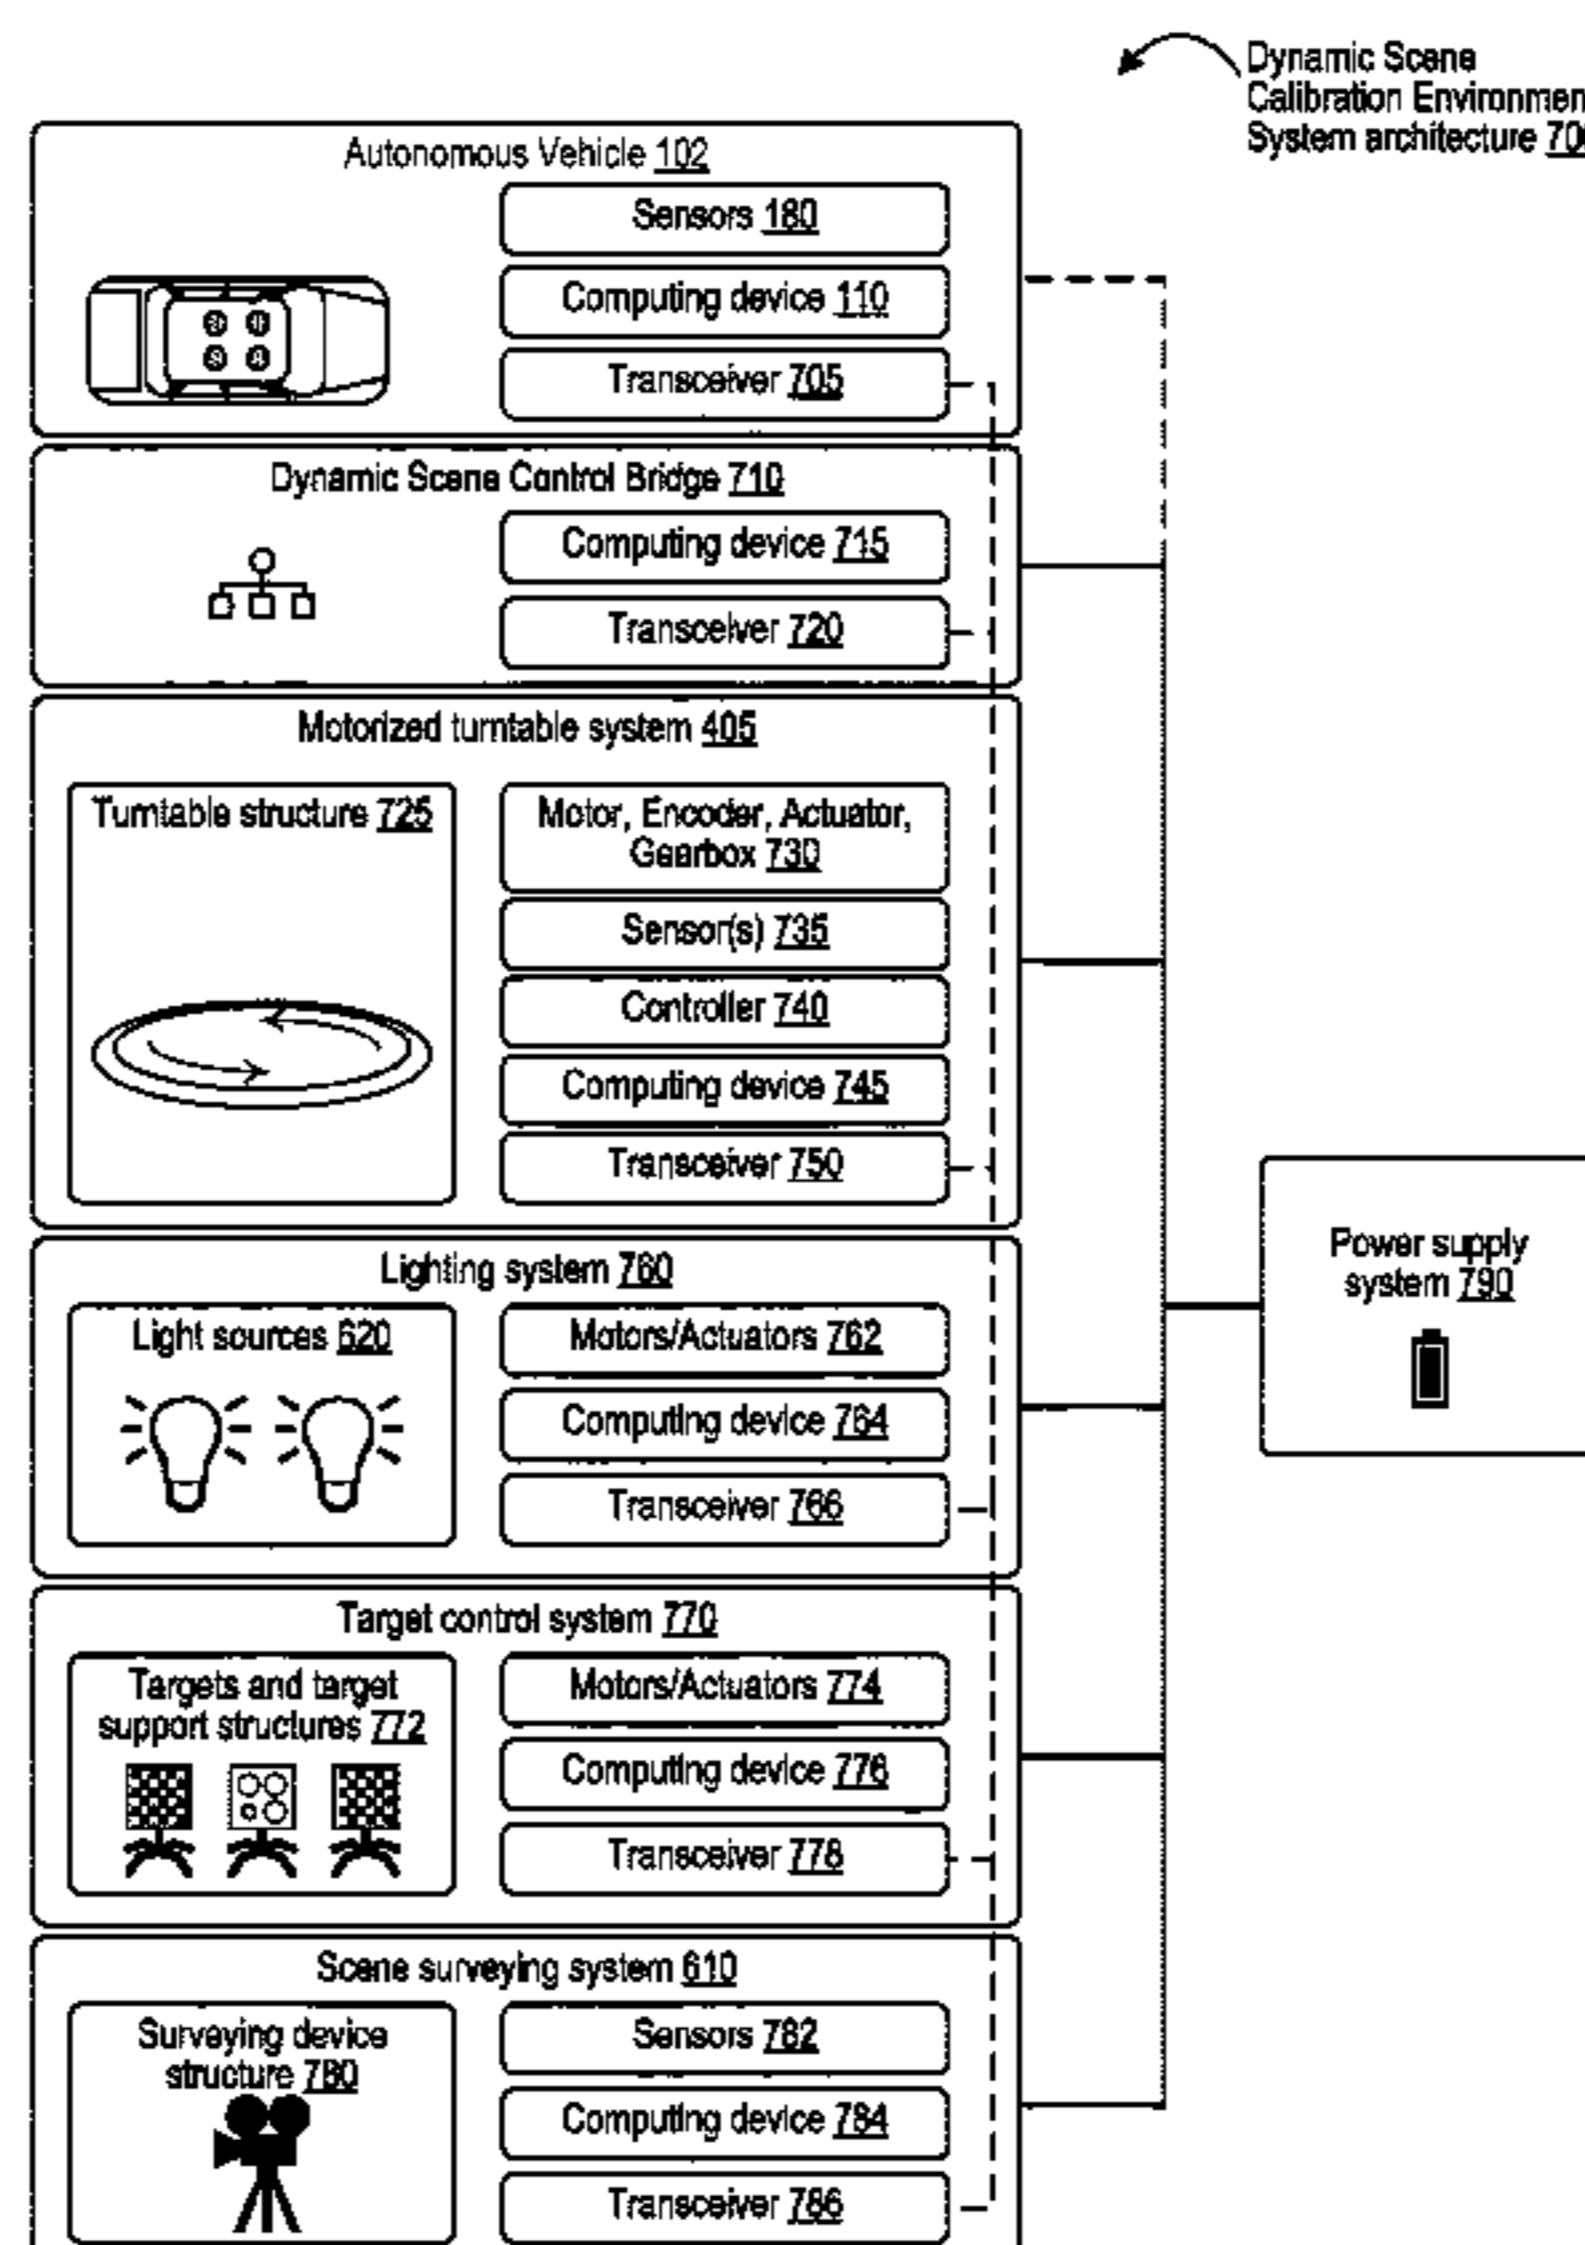 Dynamic Scene
Calibration Environmen
System architecture 70
Autonomous Vehicle 102
Sensors 180
Computing device 110
Transceiver 705
Dynamic Scene Control Bridge 710
Computing device 715
Transceiver 720
Motorized turntable system 405
Turntable structure 725
Motor, Encoder, Actuator,
Gearbox 730
Sensor(s) 735
Controller 740
Computing device 745
Transceiver 750
Lighting system 760
Light sources 620
Motors/Actuators 762
Computing device 764
Transceiver 766
Target control system 770
Targets and target
support structures 772
Motors/Actuators 774
Computing device 776
Transceiver 778
Scene surveying system 610
Surveying device
structure 780
Sensors 782
Computing device 784
Transceiver 786
Power supply
system 790